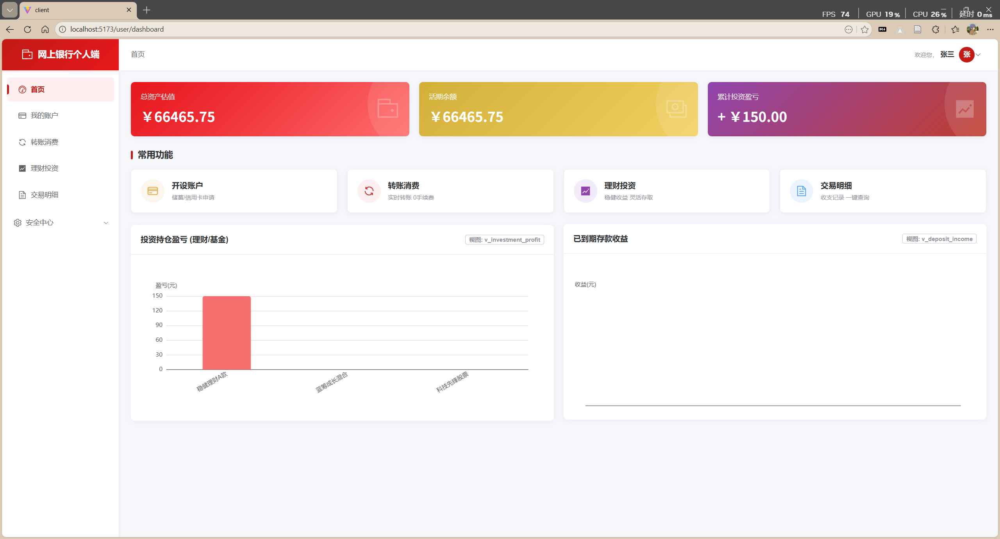 client
FPS 74 GPU 19% CPU 26% 延时 0ms
localhost:5173/user/dashboard
网上银行个人端
首页
欢迎您, 张三 张
首页
我的账户
转账消费
理财投资
交易明细
安全中心
总资产估值
¥66465.75
活期余额
¥66465.75
累计投资盈亏
+ ¥150.00
常用功能
开设账户
储蓄/信用卡申请
转账消费
实时转账 0手续费
理财投资
稳健收益 灵活存取
交易明细
收支记录 一键查询
投资持仓盈亏 (理财/基金)
视图: v_investment_profit
盈亏(元)
150
120
90
60
30
0
稳健理财A款
蓝筹成长混合
科技先锋股票
已到期存款收益
视图: v_deposit_income
收益(元)